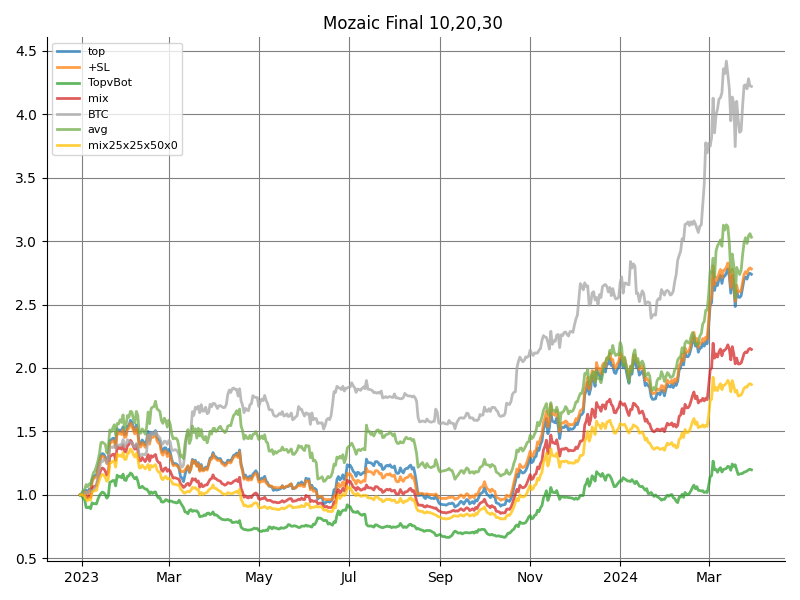 Mozaic Final 10,20,30
top
+SL
TopvBot
mix
BTC
avg
mix25x25x50x0
4.5
4.0
3.5
3.0
2.5
2.0
1.5
1.0
0.5
2023 Mar May Jul Sep Nov 2024 Mar